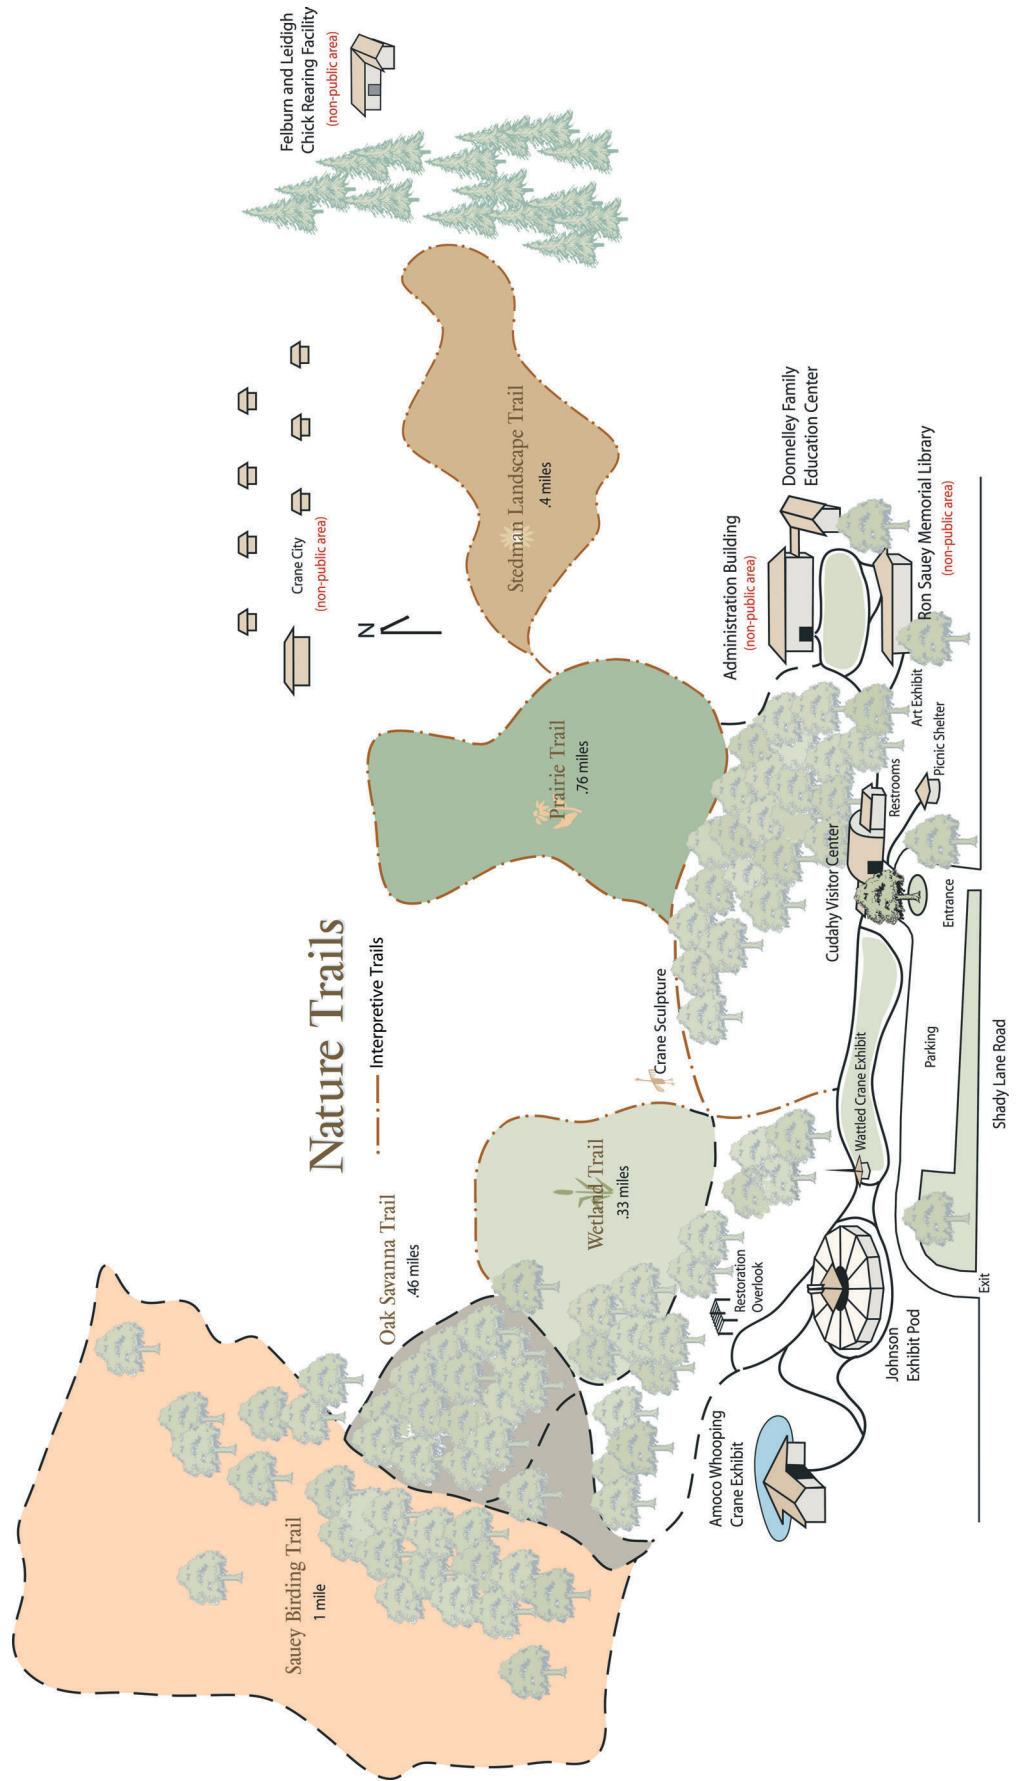 Nature Trails
Interpretive Trails
Sauey Birding Trail
1 mile
Oak Savanna Trail
.46 miles
Wetland Trail
.33 miles
Crane Sculpture
Prairie Trail
.76 miles
Stedman Landscape Trail
.4 miles
N
Crane City
(non-public area)
Felburn and Leidigh
Chick Rearing Facility
(non-public area)
Amoco Whooping
Crane Exhibit
Restoration
Overlook
Johnson
Exhibit Pod
Wattled Crane Exhibit
Cudahy Visitor Center
Restrooms
Art Exhibit
Picnic Shelter
Administration Building
(non-public area)
Donnelley Family
Education Center
Ron Sauey Memorial Library
(non-public area)
Parking
Entrance
Exit
Shady Lane Road